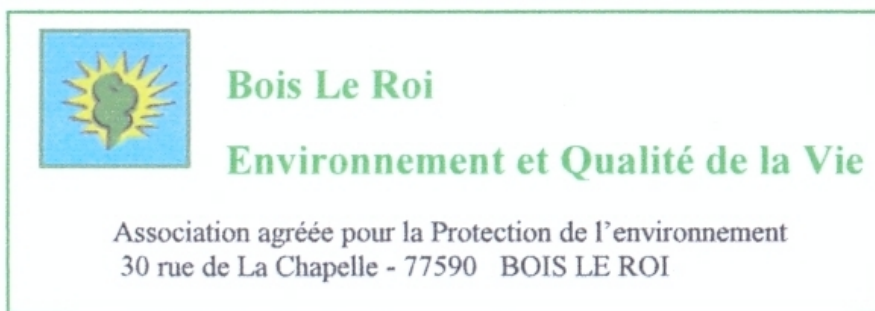 Bois Le Roi
Environnement et Qualité de la Vie
Association agréée pour la Protection de l'environnement
30 rue de La Chapelle - 77590 BOIS LE ROI